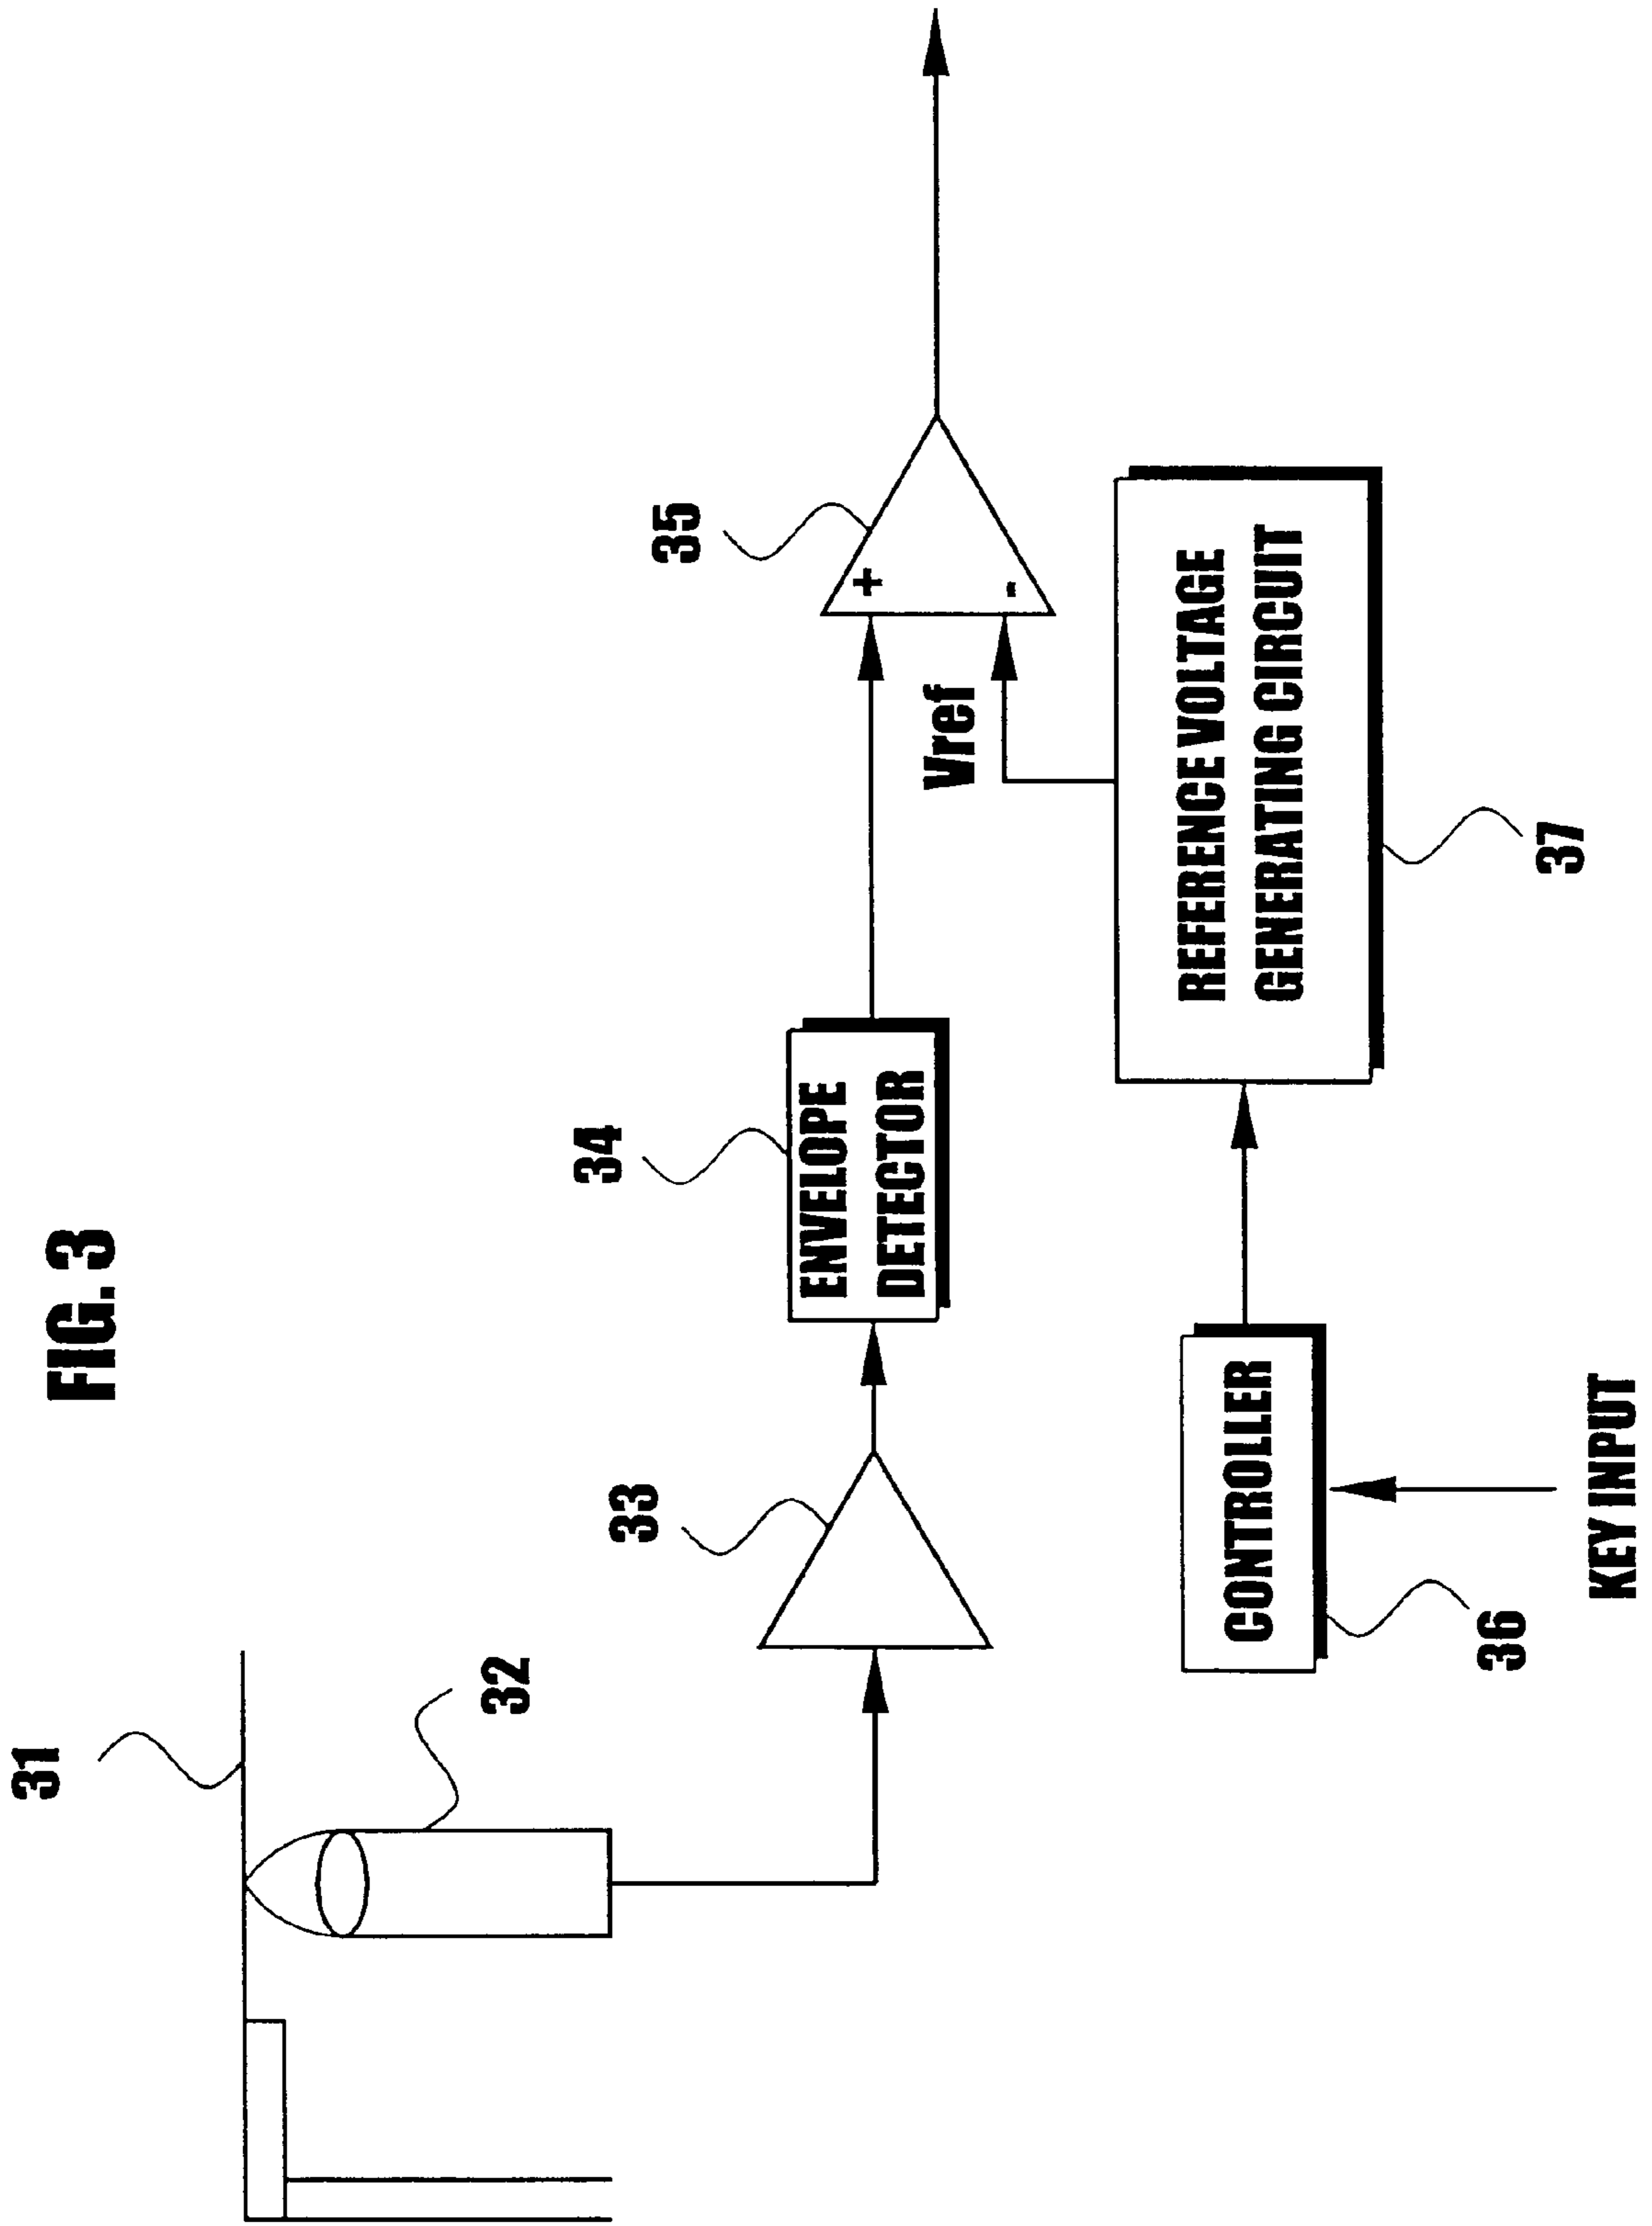 FIG. 3
31
32
33
34
35
ENVELOPE
DETECTOR
+
-
Vref
CONTROLLER
REFERENCE VOLTAGE
GENERATING CIRCUIT
36
37
KEY INPUT